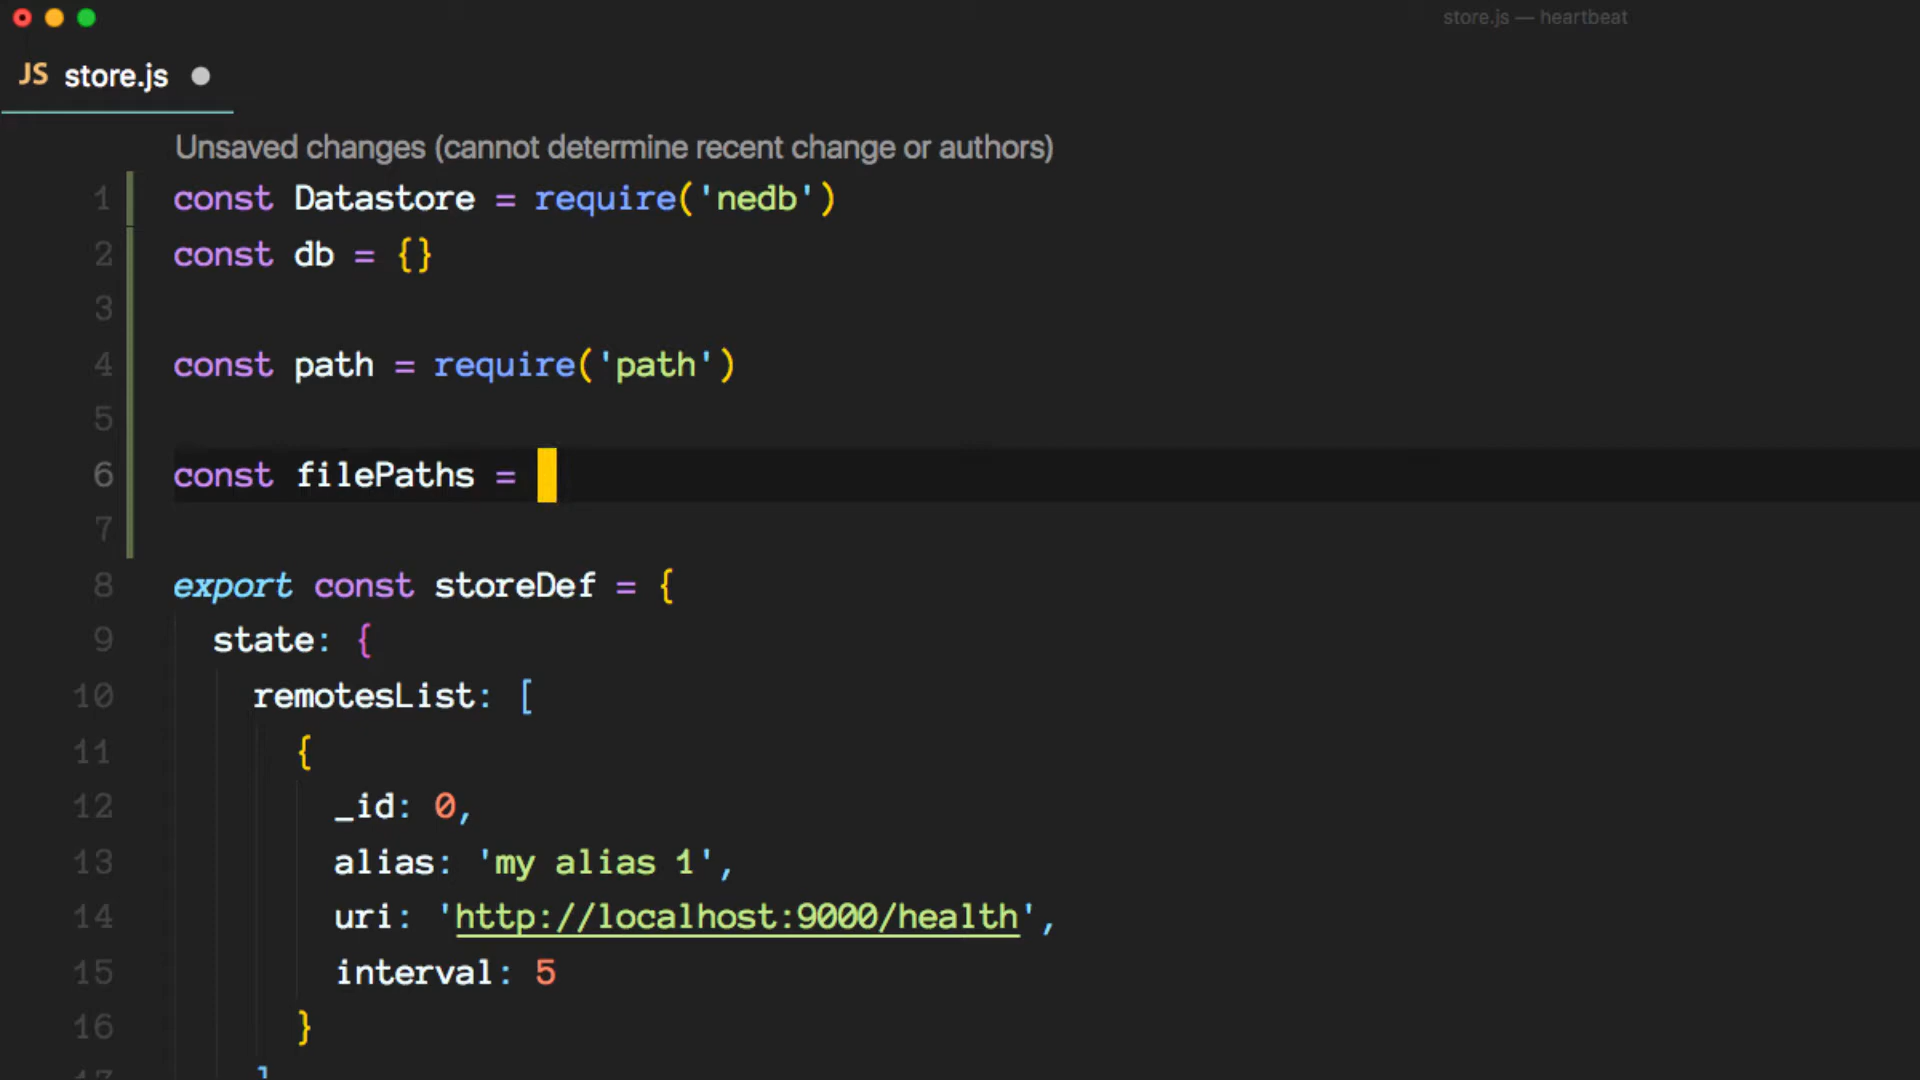 store.js — heartbeat
JS store.js
Unsaved changes (cannot determine recent change or authors)
1 const Datastore = require('nedb')
2 const db = {}
3
4 const path = require('path')
5
6 const filePaths =
7
8 export const storeDef = {
9 state: {
10 remotesList: [
11 {
12 _id: 0,
13 alias: 'my alias 1',
14 uri: 'http://localhost:9000/health',
15 interval: 5
16 }
17 ]